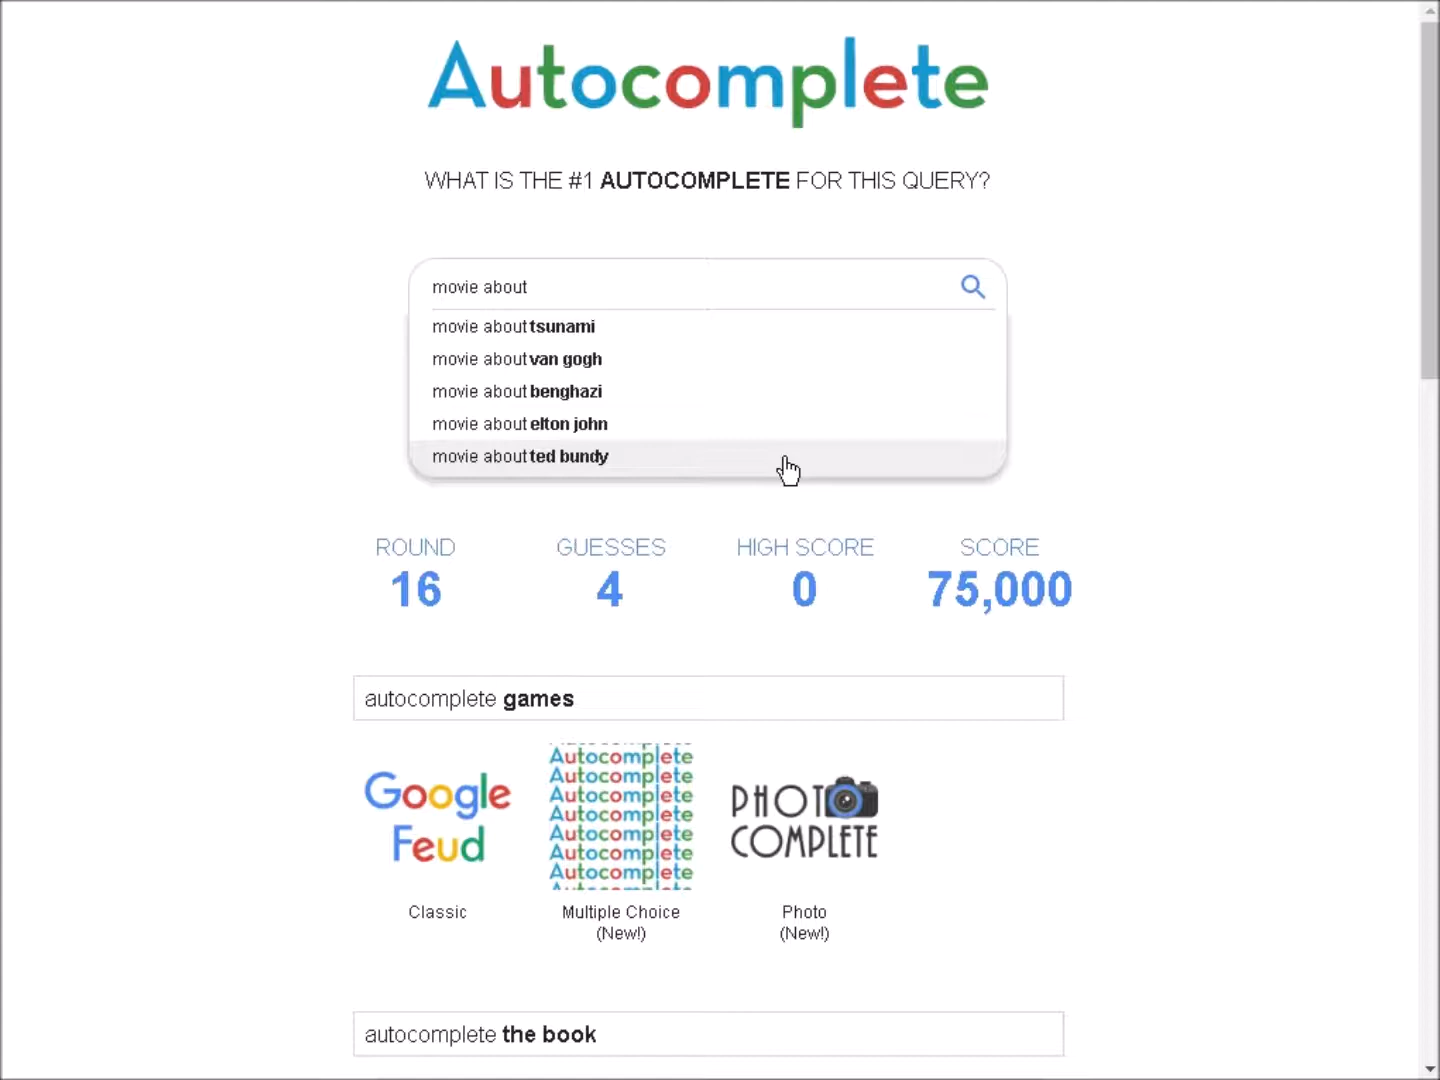 Autocomplete
WHAT IS THE #1 AUTOCOMPLETE FOR THIS QUERY?
movie about
movie about tsunami
movie about van gogh
movie about benghazi
movie about elton john
movie about ted bundy
ROUND GUESSES HIGH SCORE SCORE
16 4 0 75,000
autocomplete games
Google
Feud
Autocomplete
Autocomplete
Autocomplete
Autocomplete
Autocomplete
Autocomplete
Autocomplete
PHOTO
COMPLETE
Classic Multiple Choice Photo
(New!) (New!)
autocomplete the book